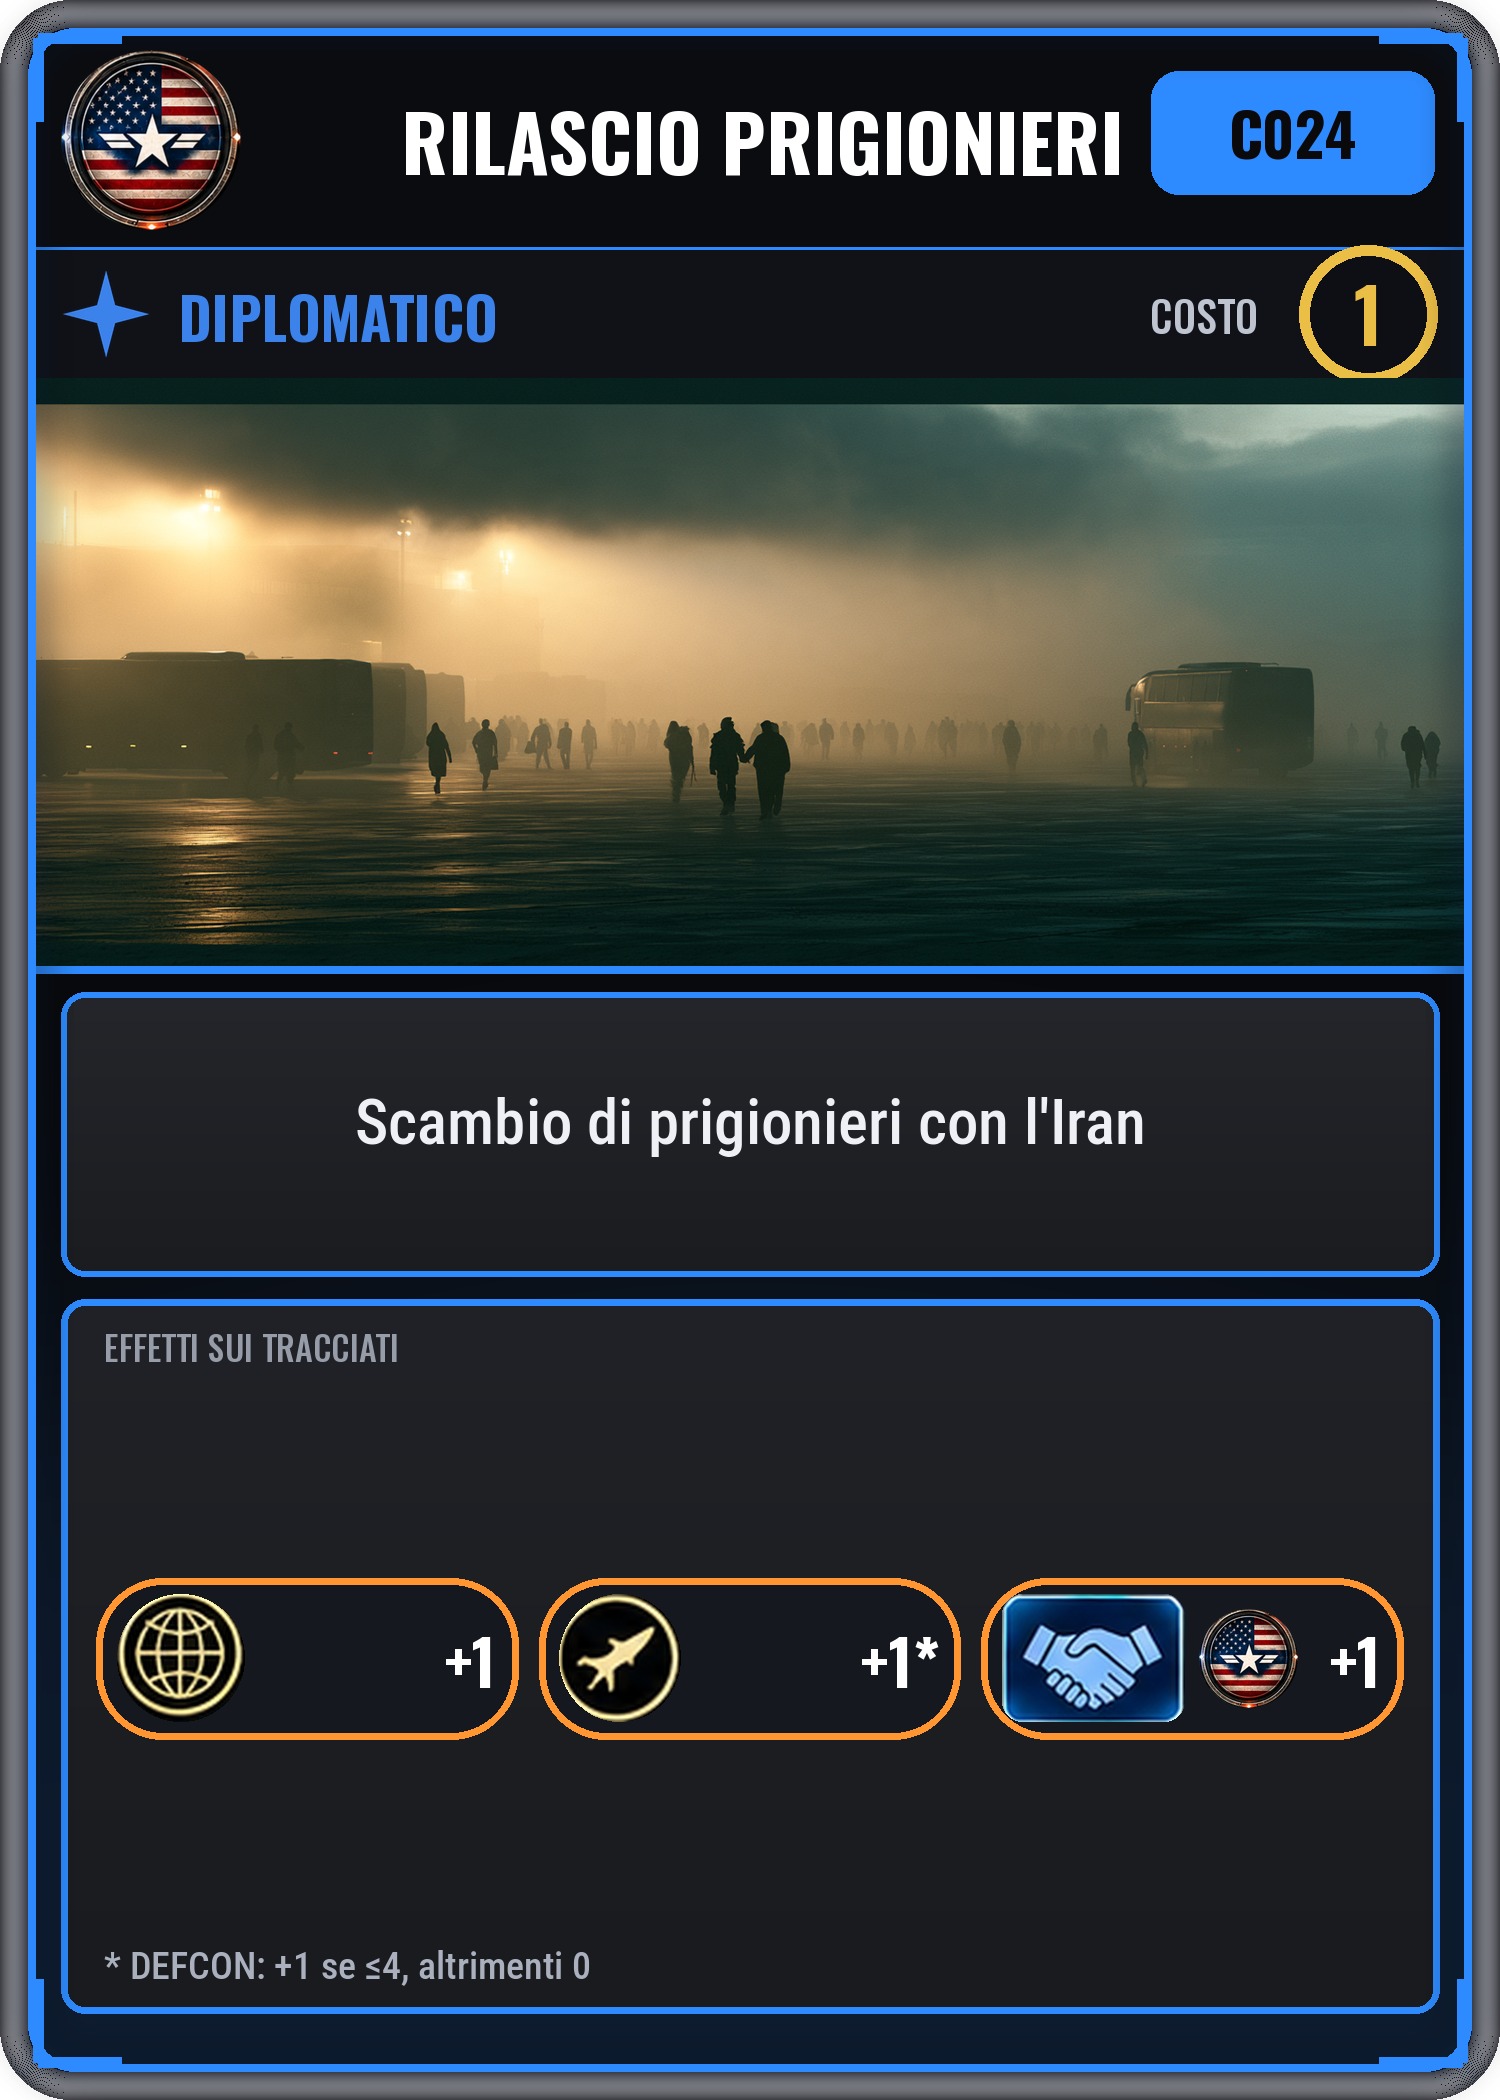 RILASCIO PRIGIONIERI
C024
DIPLOMATICO
COSTO
1
Scambio di prigionieri con l'Iran
EFFETTI SUI TRACCIATI
+1
+1*
+1
* DEFCON: +1 se ≤4, altrimenti 0